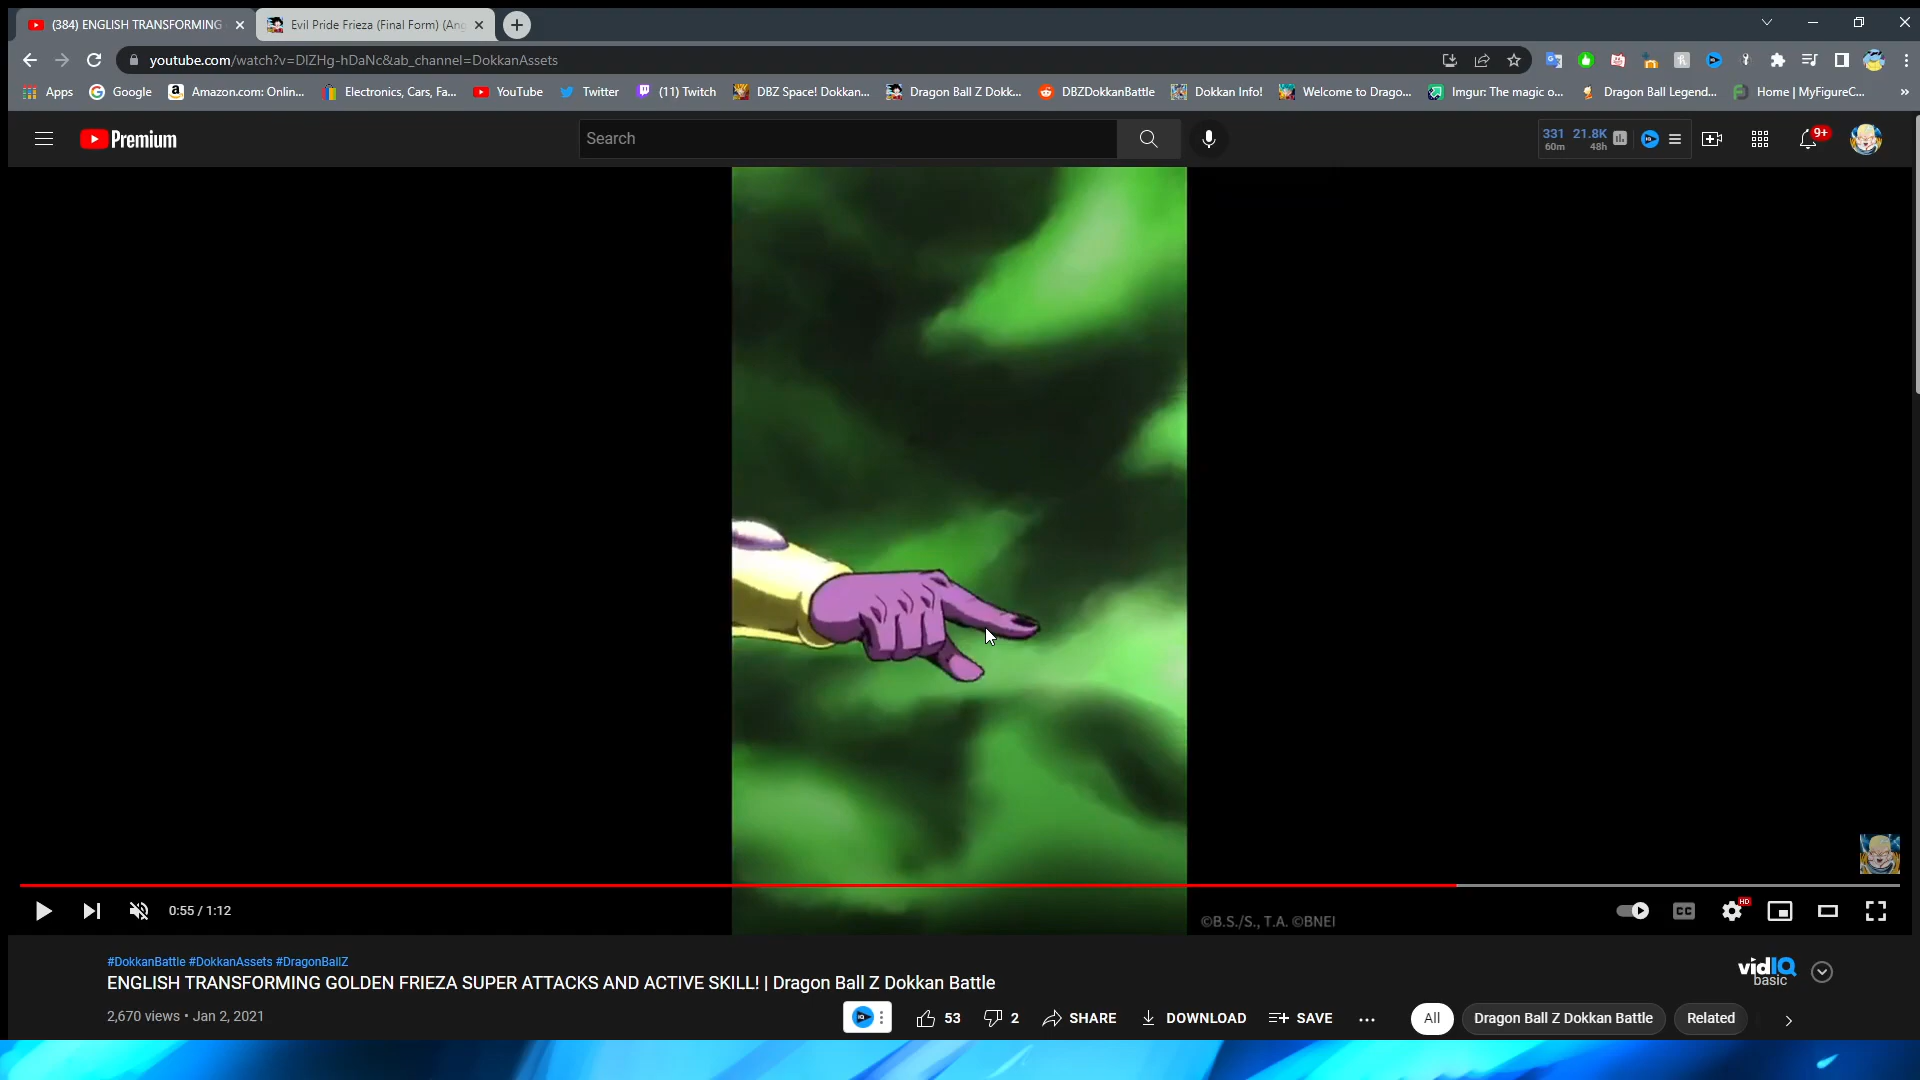 (384) ENGLISH TRANSFORMING
Evil Pride Frieza (Final Form) (Ang
youtube.com/watch?v=DlZHg-hDaNc&ab_channel=DokkanAssets
Apps
Google
Amazon.com: Onlin...
Electronics, Cars, Fa...
YouTube
Twitter
(11) Twitch
DBZ Space! Dokkan...
Dragon Ball Z Dokk...
DBZDokkanBattle
Dokkan Info!
Welcome to Drago...
Imgur: The magic o...
Dragon Ball Legend...
Home | MyFigureC...
»
Premium
Search
331 21.8K
60m 48h
9+
0:55 / 1:12
CC
HD
©B.S./S., T.A. ©BNEI
#DokkanBattle #DokkanAssets #DragonBallZ
ENGLISH TRANSFORMING GOLDEN FRIEZA SUPER ATTACKS AND ACTIVE SKILL! | Dragon Ball Z Dokkan Battle
vidIQ
basic
2,670 views • Jan 2, 2021
53
2
SHARE
DOWNLOAD
SAVE
All
Dragon Ball Z Dokkan Battle
Related